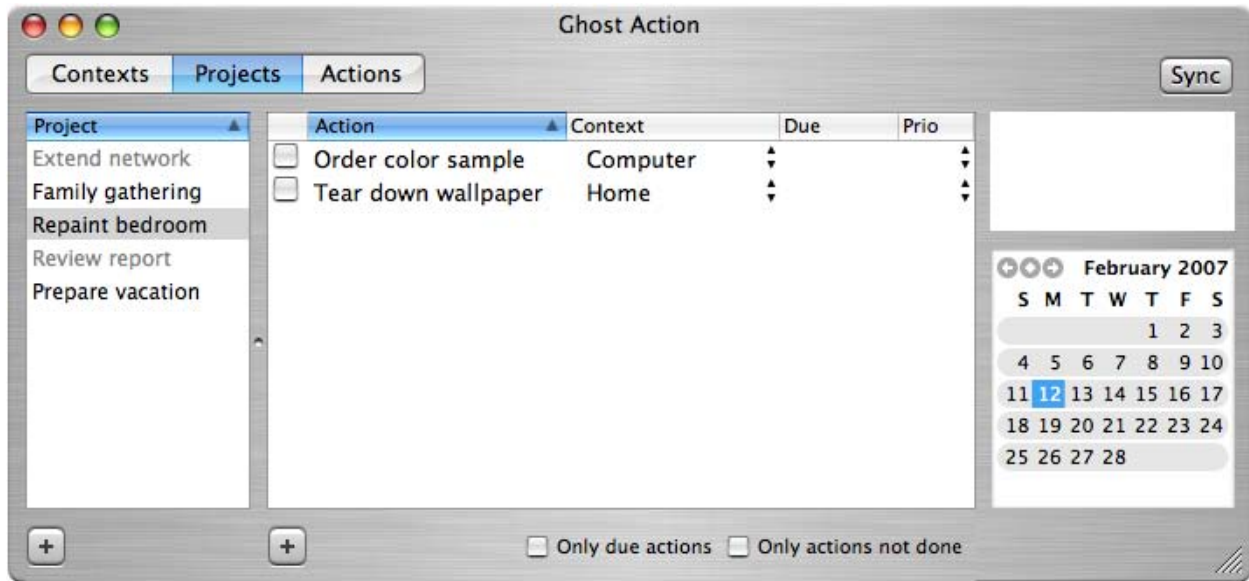 Ghost Action
Contexts Projects Actions Sync
Project
Extend network
Family gathering
Repaint bedroom
Review report
Prepare vacation
Action Context Due Prio
Order color sample Computer
Tear down wallpaper Home
February 2007
S M T W T F S
1 2 3
4 5 6 7 8 9 10
11 12 13 14 15 16 17
18 19 20 21 22 23 24
25 26 27 28
+ + Only due actions Only actions not done